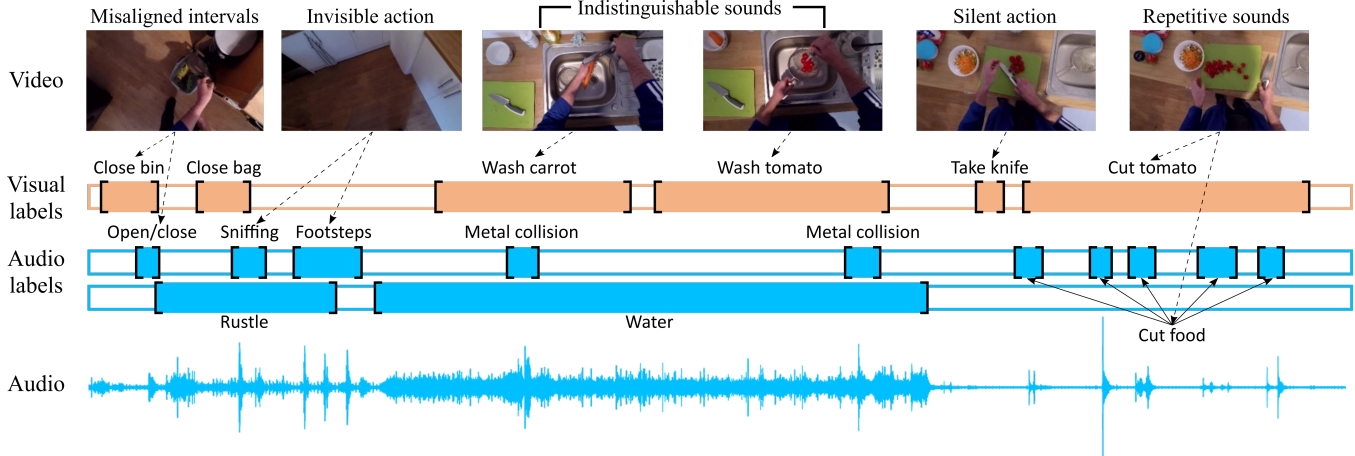 Indistinguishable sounds
Misaligned intervals
Invisible action
Silent action
Repetitive sounds
Video
Close bin
Close bag
Wash carrot
Wash tomato
Take knife
Cut tomato
Visual
labels
Open/close
Sniffing
Footsteps
Metal collision
Metal collision
Audio
labels
Rustle
Water
Cut food
Audio